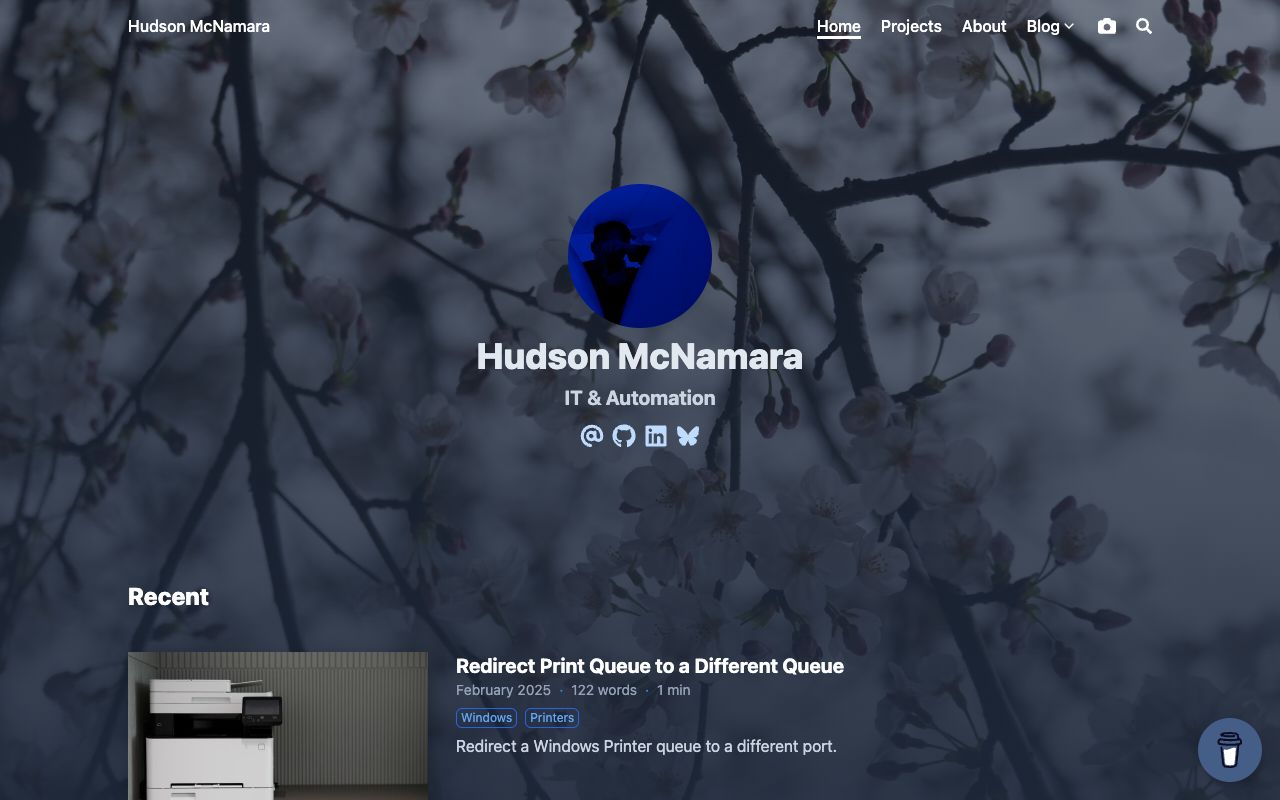 Hudson McNamara
Home Projects About Blog
Hudson McNamara
IT & Automation
Recent
Redirect Print Queue to a Different Queue
February 2025 · 122 words · 1 min
Windows Printers
Redirect a Windows Printer queue to a different port.